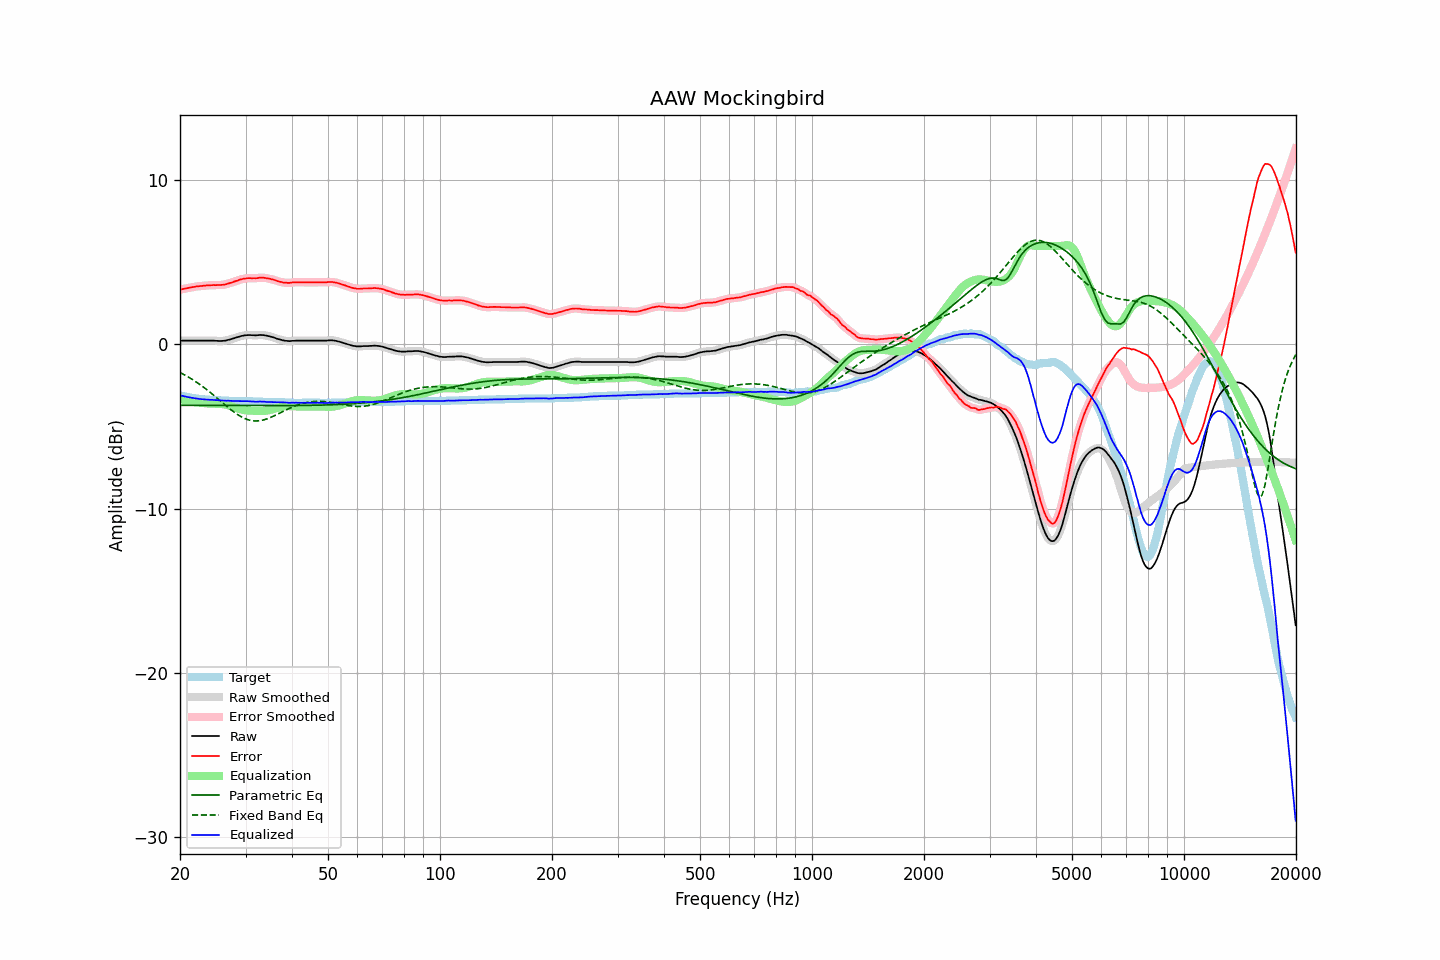 AAW Mockingbird
Amplitude (dBr)
10
0
−10
−20
−30
Target
Raw Smoothed
Error Smoothed
Raw
Error
Equalization
Parametric Eq
Fixed Band Eq
Equalized
20 50 100 200 500 1000 2000 5000 10000 20000
Frequency (Hz)